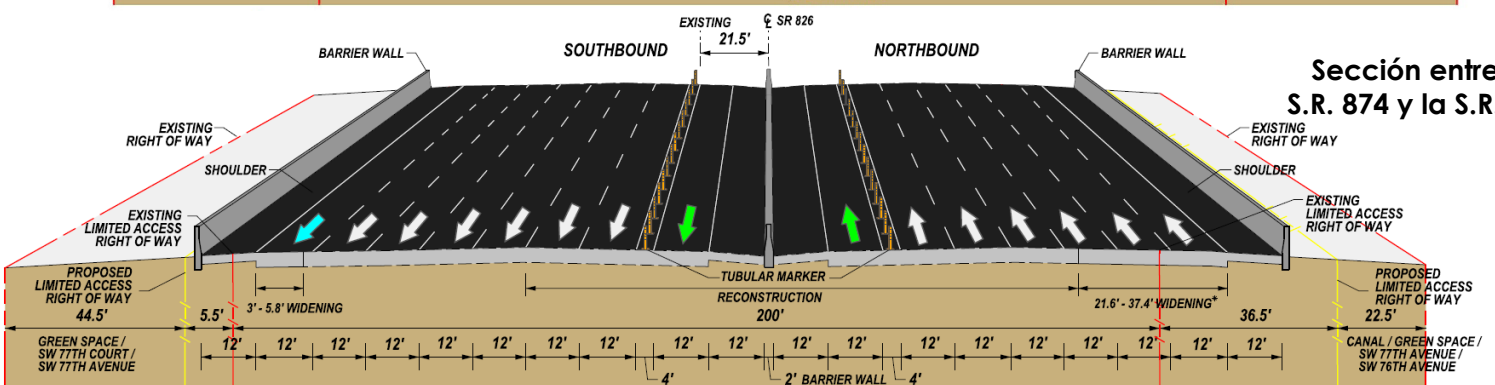 EXISTING
℄ SR 826
21.5'
SOUTHBOUND
NORTHBOUND
BARRIER WALL
BARRIER WALL
Sección entre
S.R. 874 y la S.R
EXISTING
RIGHT OF WAY
EXISTING
RIGHT OF WAY
SHOULDER
SHOULDER
EXISTING
LIMITED ACCESS
RIGHT OF WAY
EXISTING
LIMITED ACCESS
RIGHT OF WAY
PROPOSED
LIMITED ACCESS
RIGHT OF WAY
TUBULAR MARKER
PROPOSED
LIMITED ACCESS
RIGHT OF WAY
3' - 5.8' WIDENING
RECONSTRUCTION
21.6' - 37.4' WIDENING*
44.5'
5.5'
200'
36.5'
22.5'
GREEN SPACE /
SW 77TH COURT /
SW 77TH AVENUE
12' 12' 12' 12' 12' 12' 12' 12' 12' 12' 12' 12' 12' 12' 12' 12' 12' 12' 12'
CANAL / GREEN SPACE /
SW 77TH AVENUE /
SW 76TH AVENUE
4'
2' BARRIER WALL
4'